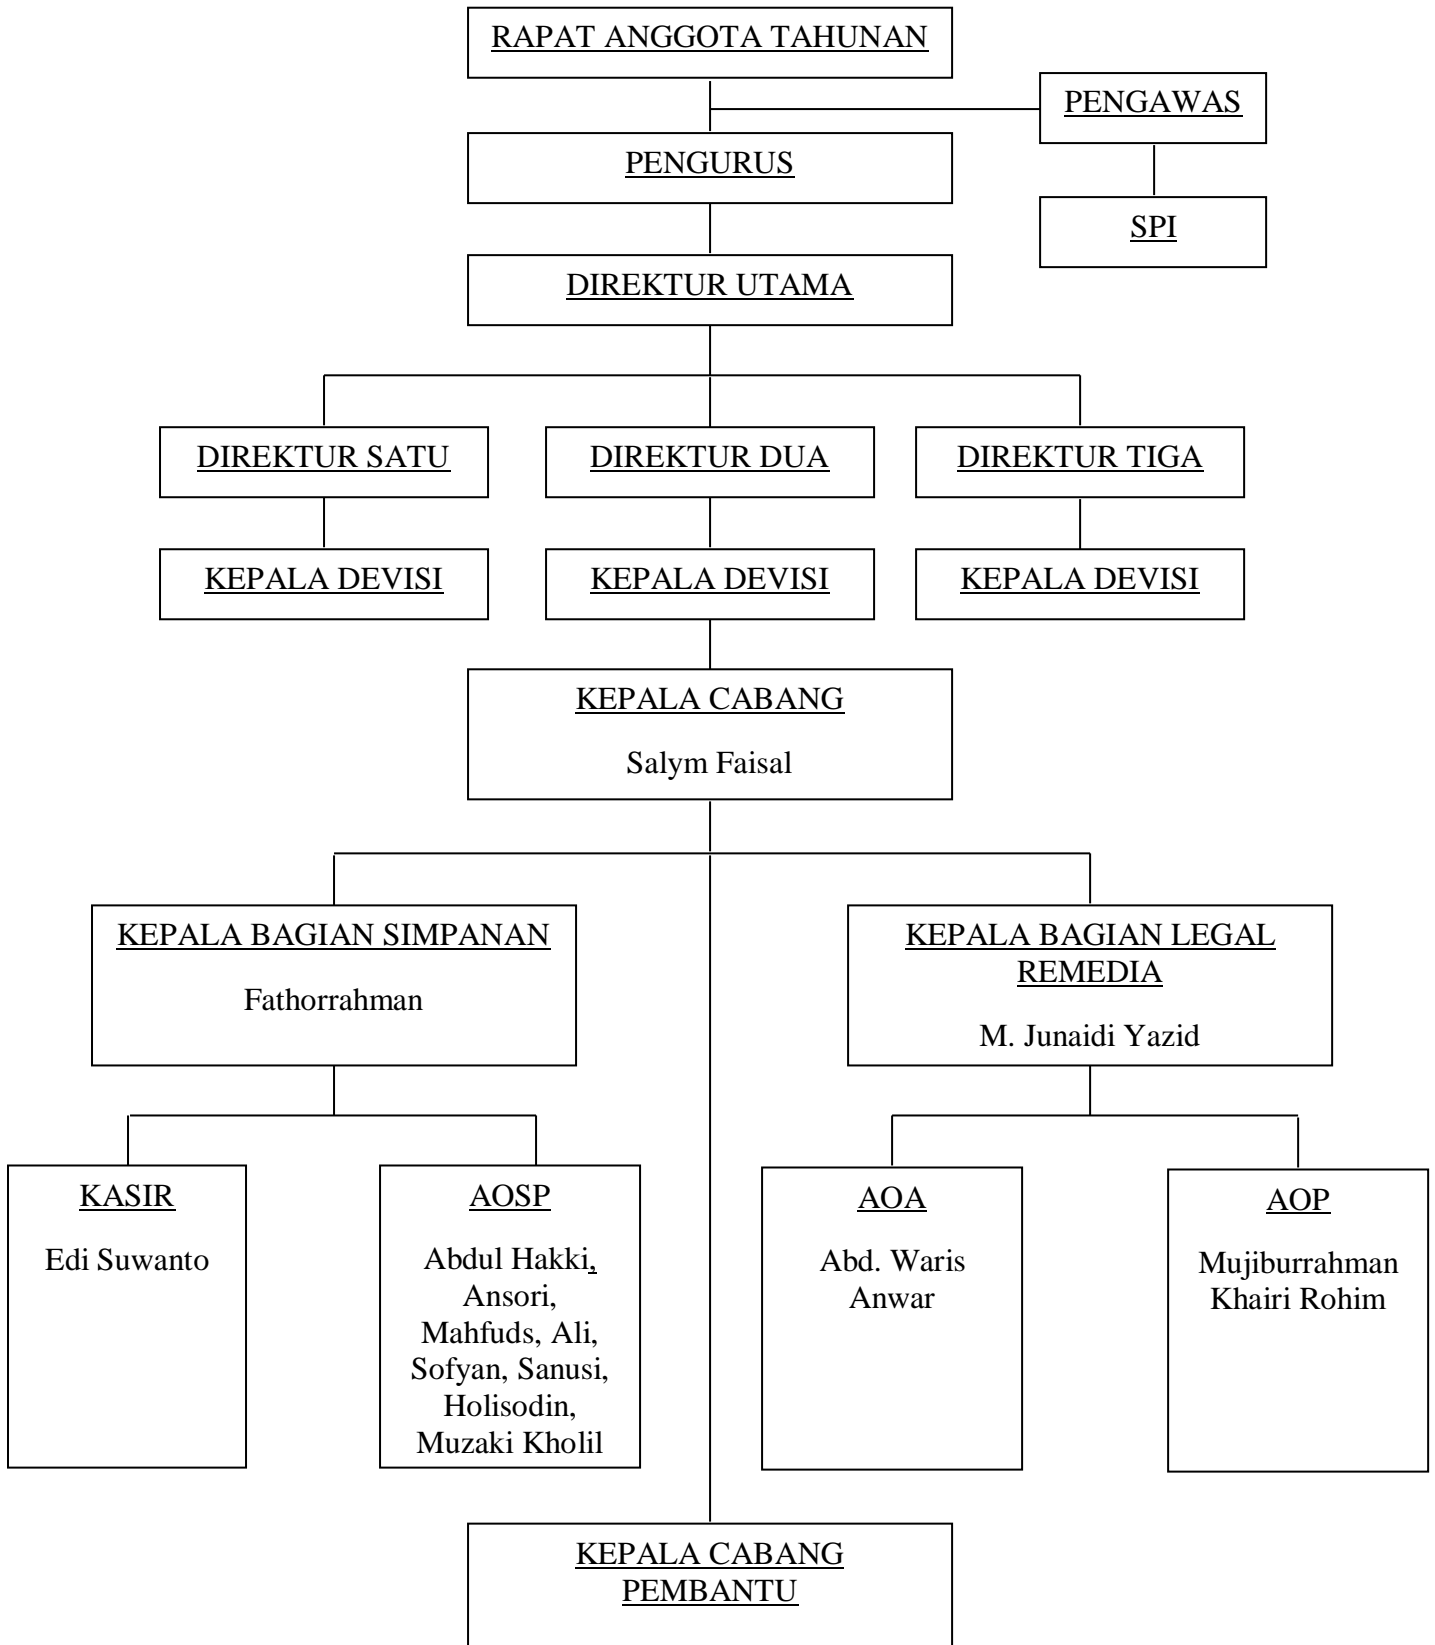 RAPAT ANGGOTA TAHUNAN
PENGAWAS
PENGURUS
SPI
DIREKTUR UTAMA
DIREKTUR SATU
DIREKTUR DUA
DIREKTUR TIGA
KEPALA DEVISI
KEPALA DEVISI
KEPALA DEVISI
KEPALA CABANG
Salym Faisal
KEPALA BAGIAN SIMPANAN
Fathorrahman
KEPALA BAGIAN LEGAL
REMEDIA
M. Junaidi Yazid
KASIR
Edi Suwanto
AOSP
Abdul Hakki,
Ansori,
Mahfuds, Ali,
Sofyan, Sanusi,
Holisodin,
Muzaki Kholil
AOA
Abd. Waris
Anwar
AOP
Mujiburrahman
Khairi Rohim
KEPALA CABANG
PEMBANTU